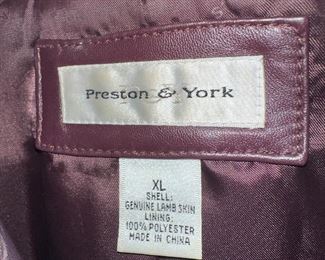 Preston & York
XL
SHELL:
GENUINE LAMB SKIN
LINING:
100% POLYESTER
MADE IN CHINA